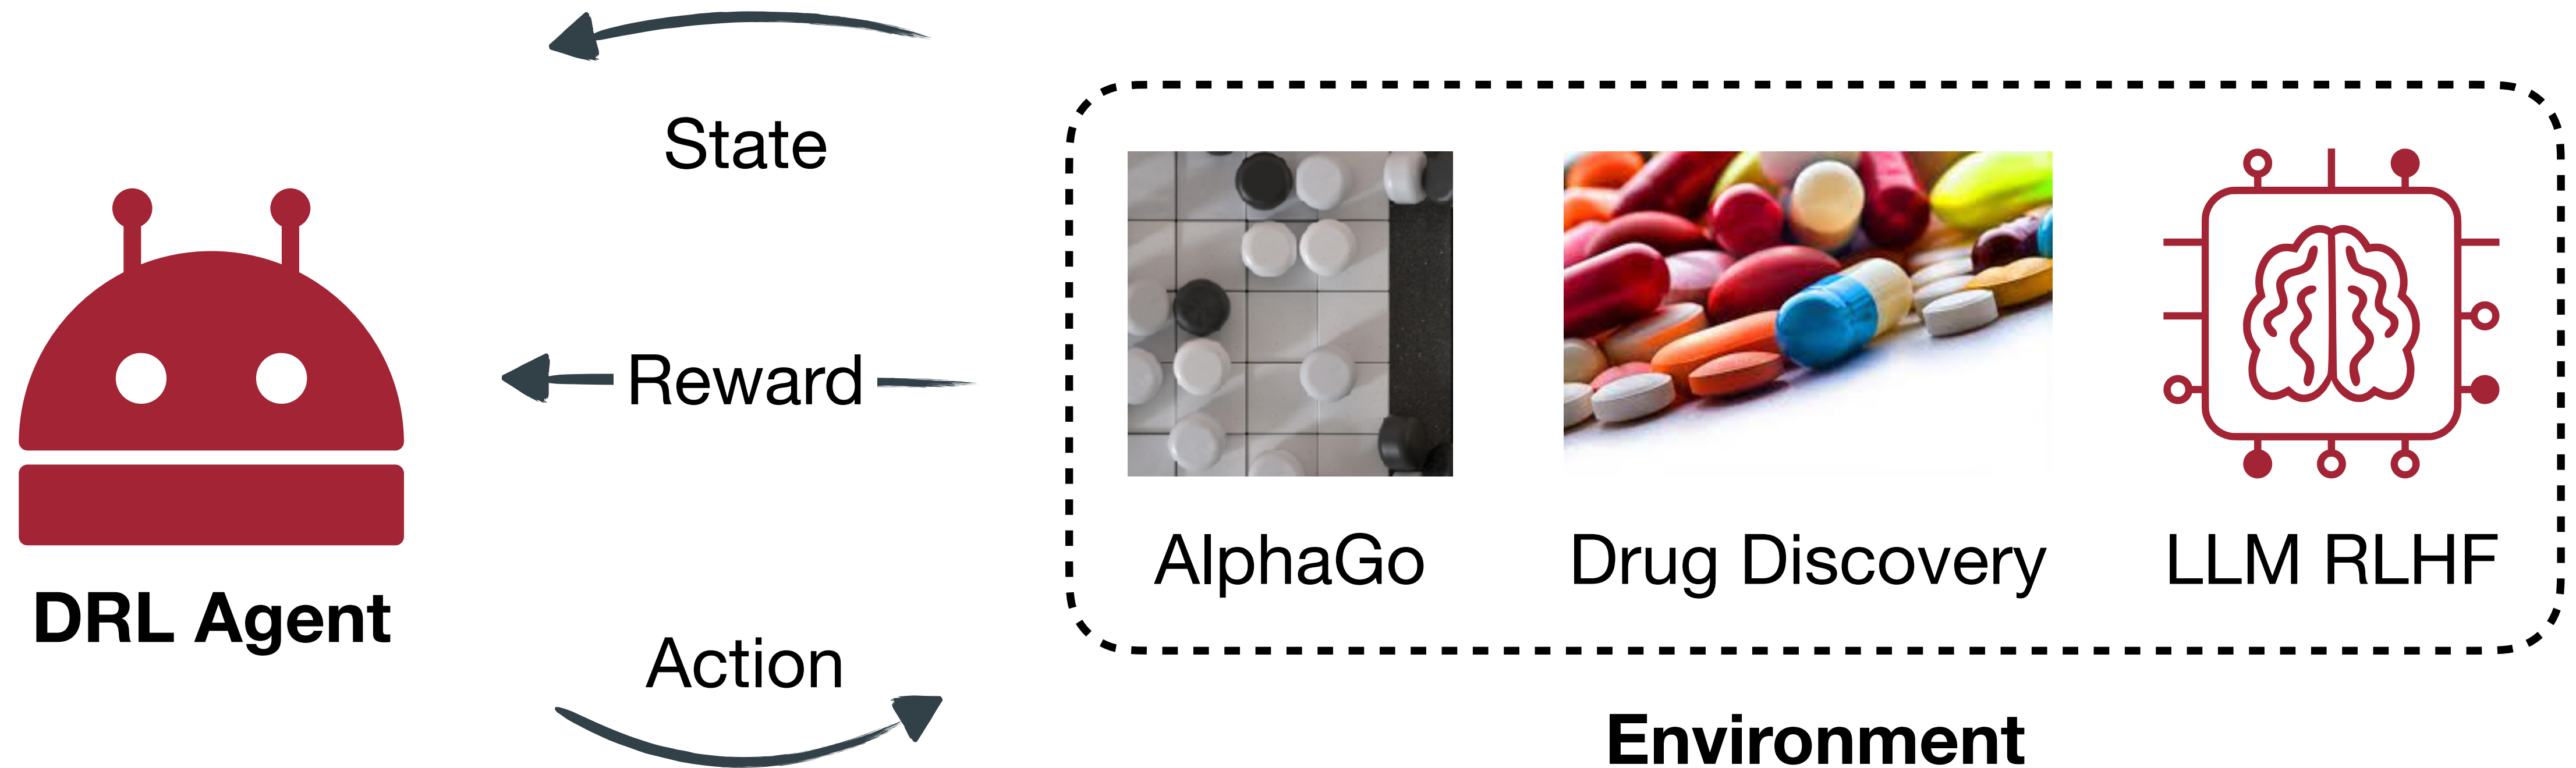 State
Reward
Action
DRL Agent
AlphaGo
Drug Discovery
LLM RLHF
Environment